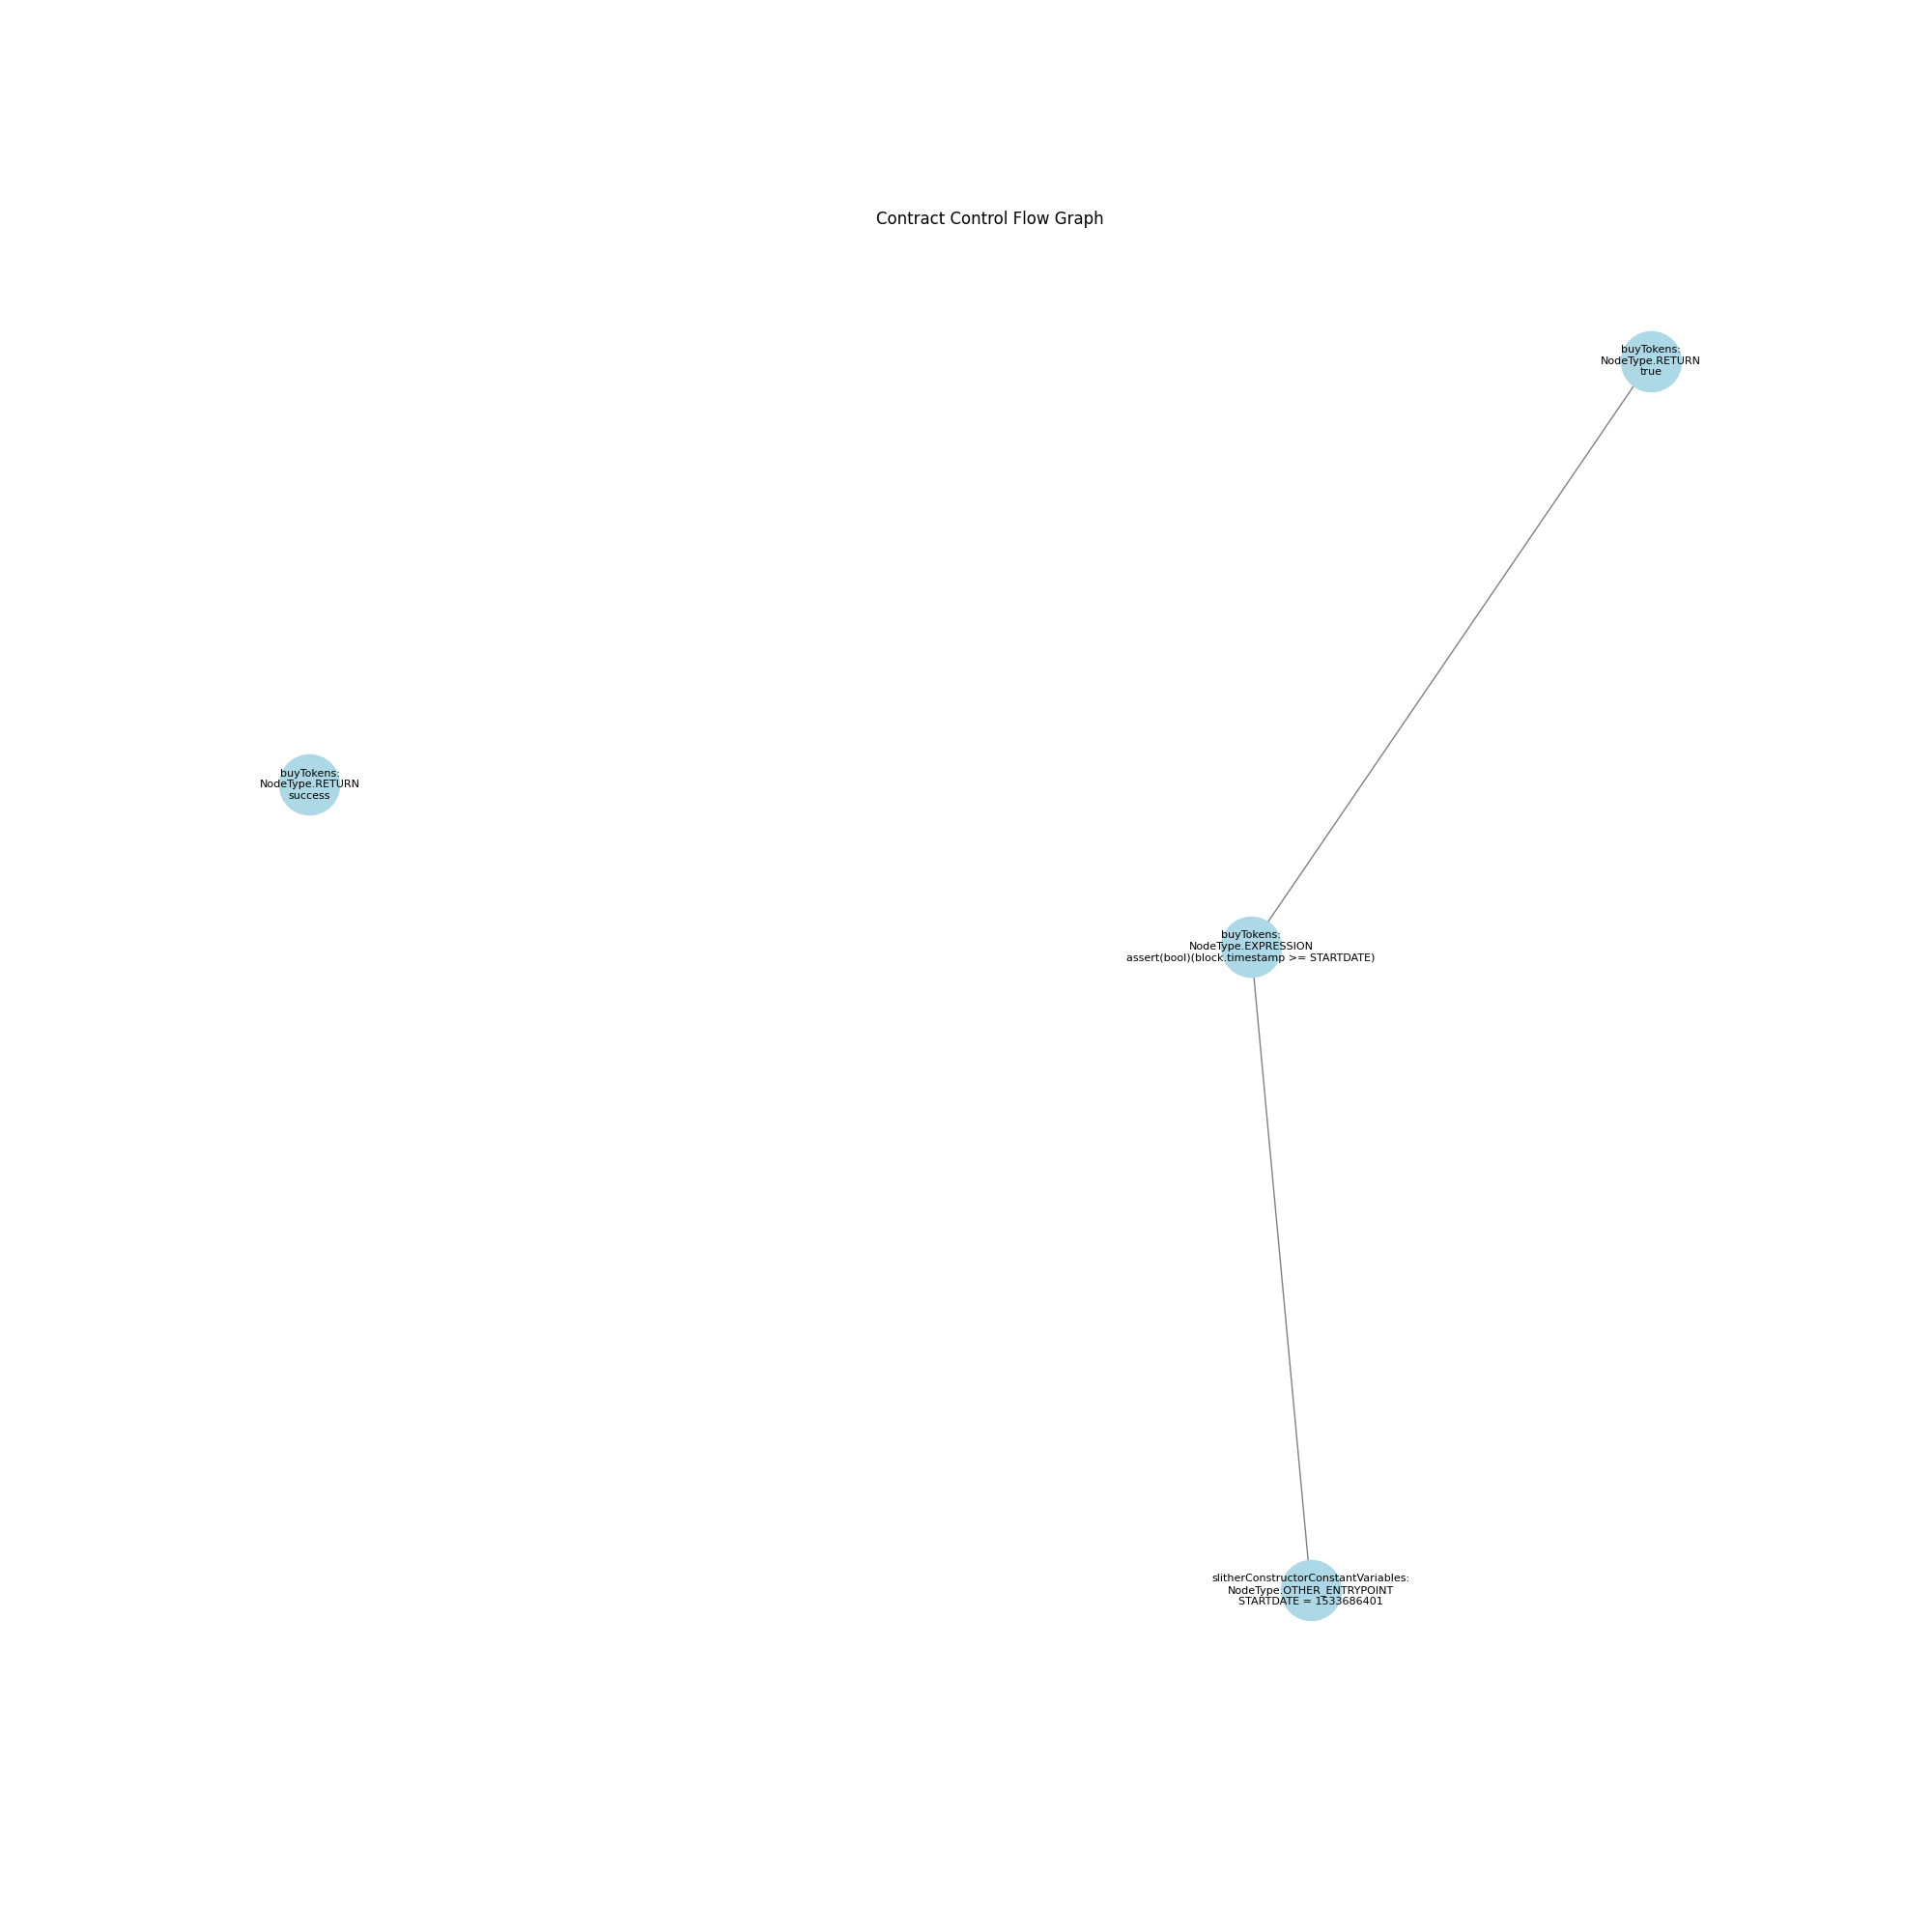 Contract Control Flow Graph
buyTokens:
NodeType.RETURN
true
buyTokens:
NodeType.RETURN
success
buyTokens:
NodeType.EXPRESSION
assert(bool)(block.timestamp >= STARTDATE)
slitherConstructorConstantVariables:
NodeType.OTHER_ENTRYPOINT
STARTDATE = 1533686401